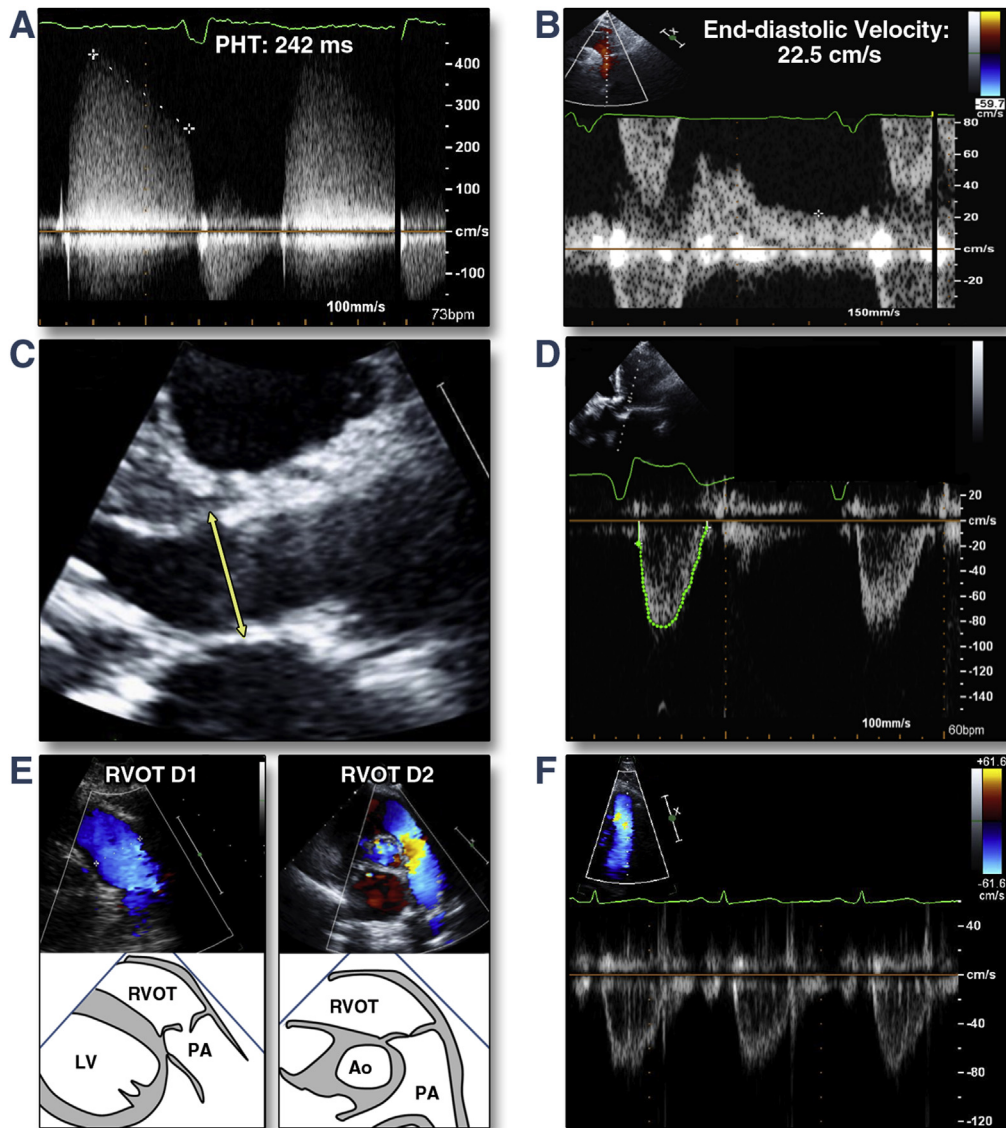 A
PHT: 242 ms
400
300
200
100
cm/s
-100
100mm/s
73bpm
B
End-diastolic Velocity:
22.5 cm/s
-59.7
cm/s
80
60
40
20
cm/s
-20
150mm/s
C
D
20
cm/s
-20
-40
-60
-80
-100
-120
-140
100mm/s
60bpm
E
RVOT D1
RVOT D2
RVOT
LV
PA
RVOT
Ao
PA
F
+61.6
-61.6
cm/s
40
cm/s
-40
-80
-120